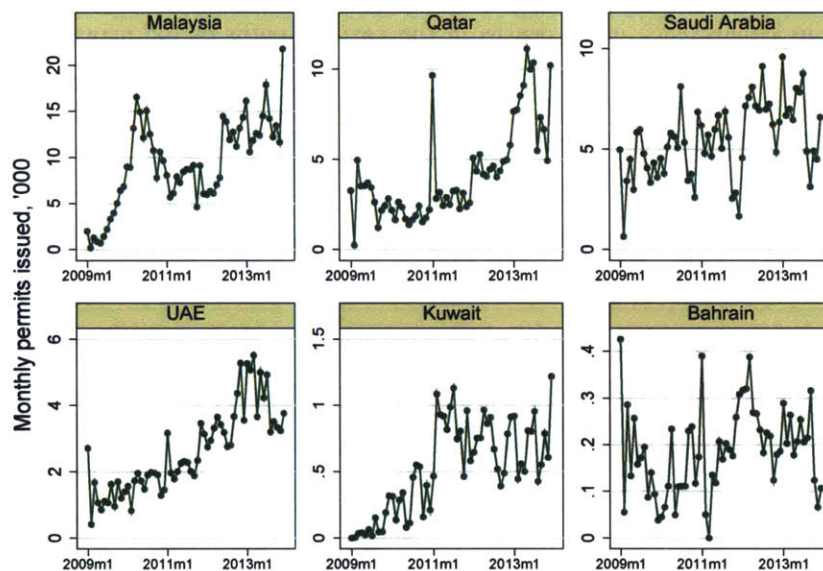 Malaysia
Qatar
Saudi Arabia
Monthly permits issued, '000
0 5 10 15 20
2009m1 2011m1 2013m1
0 5 10
2009m1 2011m1 2013m1
0 5 10
2009m1 2011m1 2013m1
UAE
Kuwait
Bahrain
0 2 4 6
2009m1 2011m1 2013m1
0 .5 1 1.5
2009m1 2011m1 2013m1
0 .1 .2 .3 .4
2009m1 2011m1 2013m1